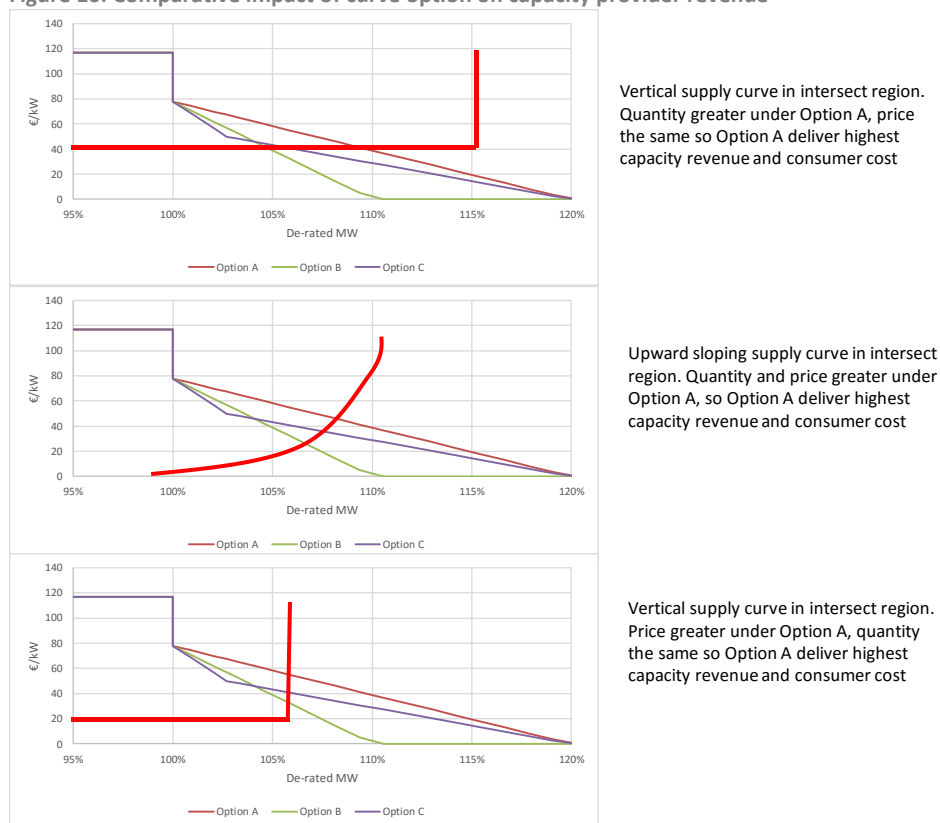 Figure 10: Comparative impact of curve option on capacity provider revenue
140
120
100
80
60
40
20
0
€/kW
95%
100%
105%
110%
115%
120%
De-rated MW
Option A
Option B
Option C
Vertical supply curve in intersect region.
Quantity greater under Option A, price
the same so Option A deliver highest
capacity revenue and consumer cost
140
120
100
80
60
40
20
0
€/kW
95%
100%
105%
110%
115%
120%
De-rated MW
Option A
Option B
Option C
Upward sloping supply curve in intersect
region. Quantity and price greater under
Option A, so Option A deliver highest
capacity revenue and consumer cost
140
120
100
80
60
40
20
0
€/kW
95%
100%
105%
110%
115%
120%
De-rated MW
Option A
Option B
Option C
Vertical supply curve in intersect region.
Price greater under Option A, quantity
the same so Option A deliver highest
capacity revenue and consumer cost